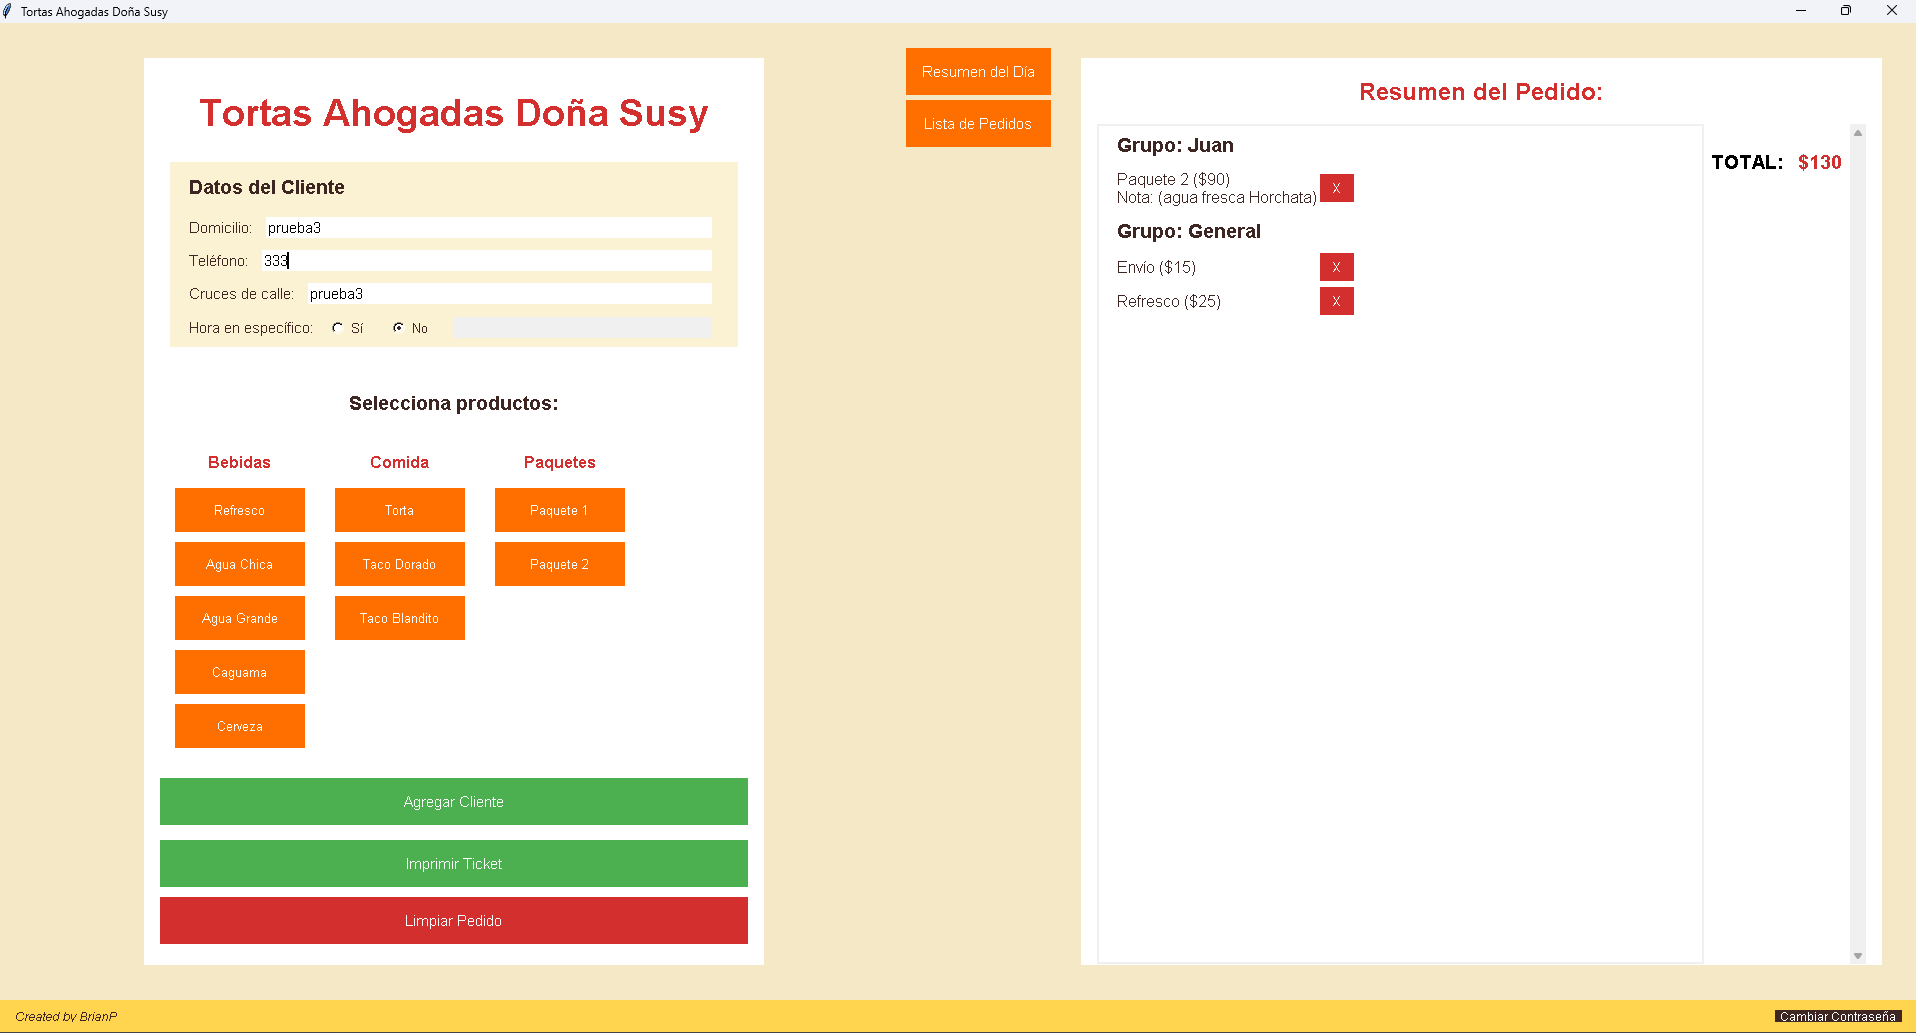 Tortas Ahogadas Doña Susy
Tortas Ahogadas Doña Susy
Datos del Cliente
Domicilio: prueba3
Teléfono: 333
Cruces de calle: prueba3
Hora en específico: Sí No
Selecciona productos:
Bebidas Comida Paquetes
Refresco Torta Paquete 1
Agua Chica Taco Dorado Paquete 2
Agua Grande Taco Blandito
Caguama
Cerveza
Agregar Cliente
Imprimir Ticket
Limpiar Pedido
Resumen del Día
Lista de Pedidos
Resumen del Pedido:
Grupo: Juan
Paquete 2 ($90)
Nota: (agua fresca Horchata) X
Grupo: General
Envío ($15) X
Refresco ($25) X
TOTAL: $130
Created by BrianP
Cambiar Contraseña